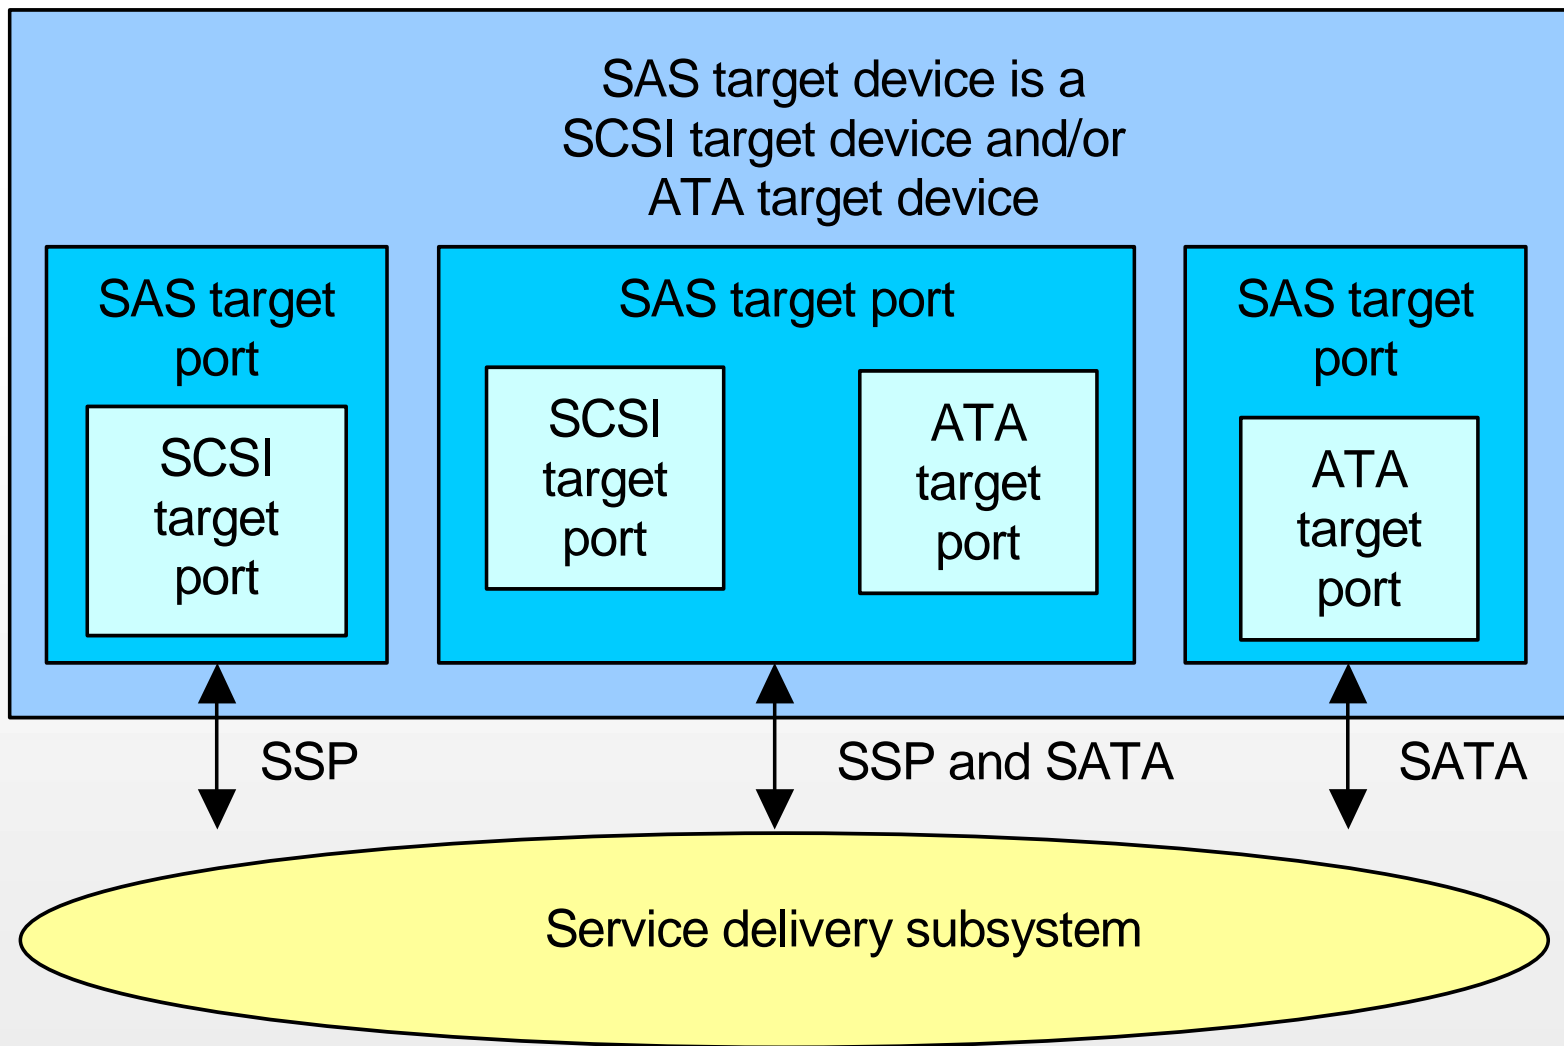 SAS target device is a
SCSI target device and/or
ATA target device
SAS target
port
SCSI
target
port
SAS target port
SCSI
target
port
ATA
target
port
SAS target
port
ATA
target
port
SSP
SSP and SATA
SATA
Service delivery subsystem